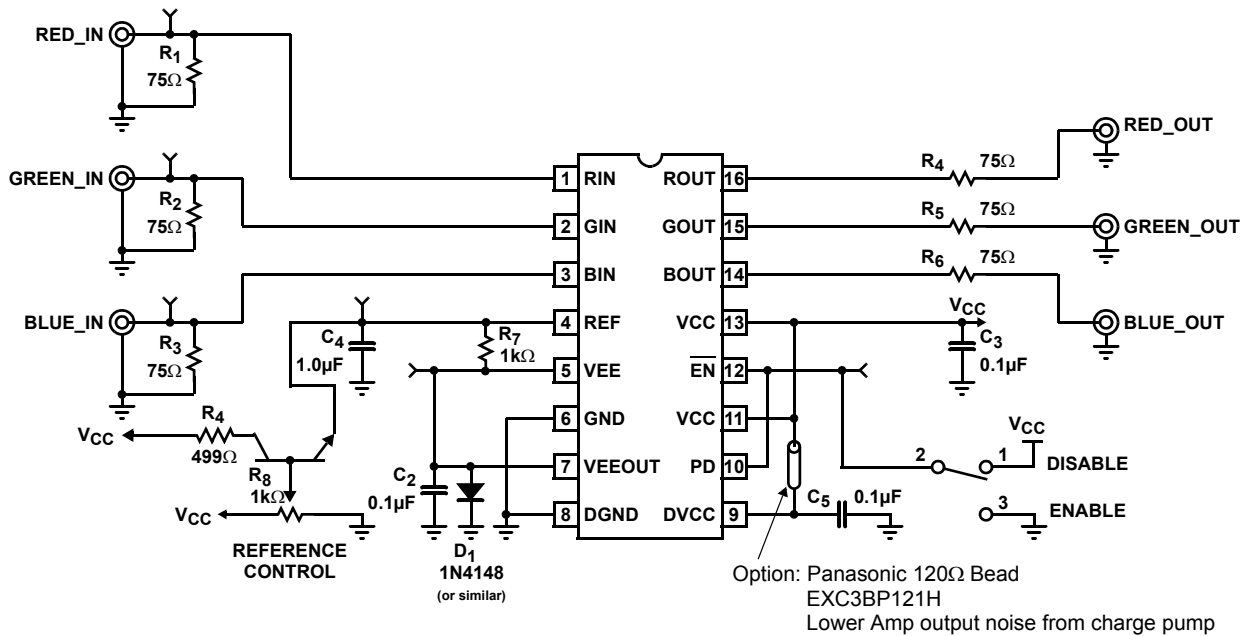 RED_IN
R1
75Ω
GREEN_IN
R2
75Ω
BLUE_IN
R3
75Ω
R4
499Ω
VCC
R8
1kΩ
VCC
REFERENCE
CONTROL
C4
1.0µF
R7
1kΩ
C2
0.1µF
D1
1N4148
(or similar)
1 RIN
2 GIN
3 BIN
4 REF
5 VEE
6 GND
7 VEEOUT
8 DGND
ROUT 16
GOUT 15
BOUT 14
VCC 13
EN 12
VCC 11
PD 10
DVCC 9
R4 75Ω
RED_OUT
R5 75Ω
GREEN_OUT
R6 75Ω
BLUE_OUT
VCC
C3
0.1µF
VCC
2 1 DISABLE
3 ENABLE
C5 0.1µF
Option: Panasonic 120Ω Bead
EXC3BP121H
Lower Amp output noise from charge pump